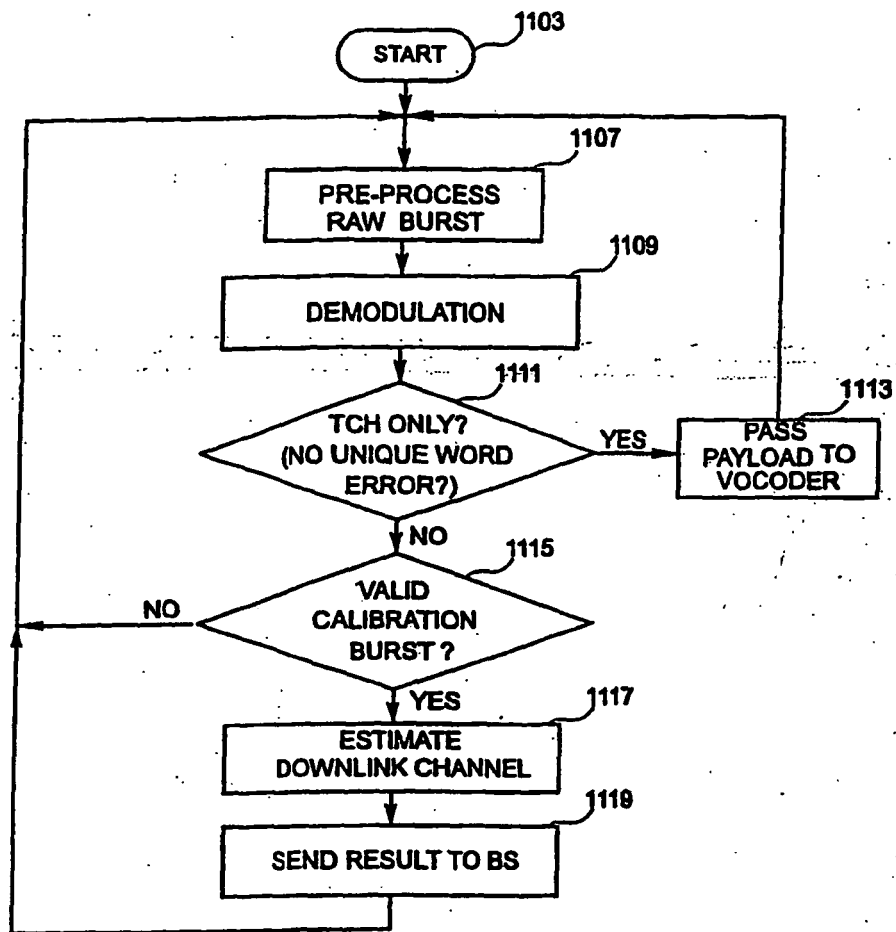 1103
START
1107
PRE-PROCESS
RAW BURST
1109
DEMODULATION
1111
TCH ONLY?
(NO UNIQUE WORD
ERROR?)
YES
1113
PASS
PAYLOAD TO
VOCODER
NO
1115
VALID
CALIBRATION
BURST ?
NO
YES
1117
ESTIMATE
DOWNLINK CHANNEL
1119
SEND RESULT TO BS